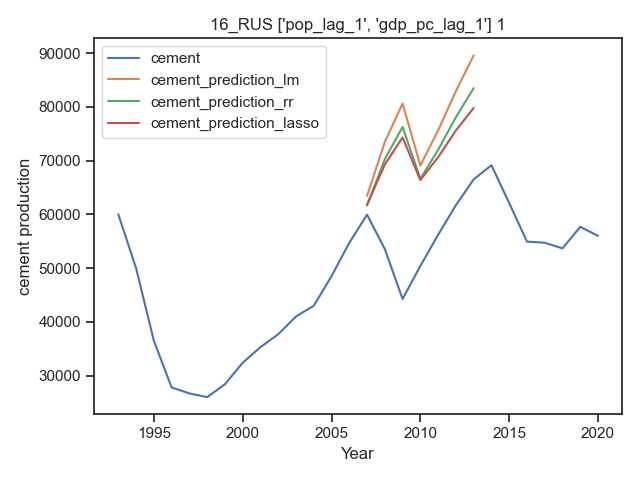 16_RUS ['pop_lag_1', 'gdp_pc_lag_1'] 1
cement
cement_prediction_lm
cement_prediction_rr
cement_prediction_lasso
cement production
90000
80000
70000
60000
50000
40000
30000
1995 2000 2005 2010 2015 2020
Year